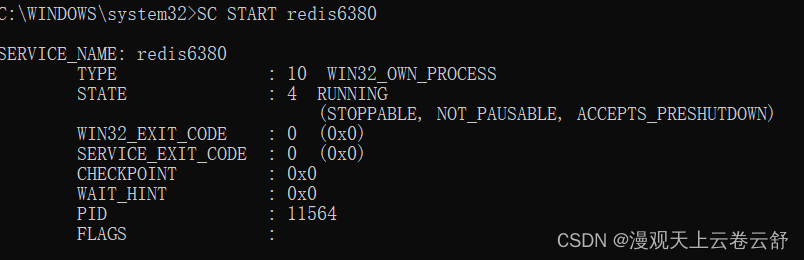 C:\WINDOWS\system32>SC START redis6380
SERVICE_NAME: redis6380
TYPE : 10 WIN32_OWN_PROCESS
STATE : 4 RUNNING
(STOPPABLE, NOT_PAUSABLE, ACCEPTS_PRESHUTDOWN)
WIN32_EXIT_CODE : 0 (0x0)
SERVICE_EXIT_CODE : 0 (0x0)
CHECKPOINT : 0x0
WAIT_HINT : 0x0
PID : 11564
FLAGS :
CSDN @漫观天上云卷云舒